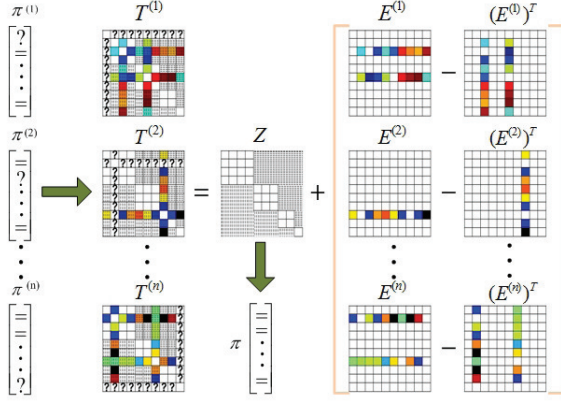 π(1) T(1) E(1) (E(1))T
? = ⋮ = =
−
π(2) T(2) Z E(2) (E(2))T
= ? ⋮ =
= + −
π(n) T(n) E(n) (E(n))T
= = ⋮ ?
π
= = ⋮ =
−